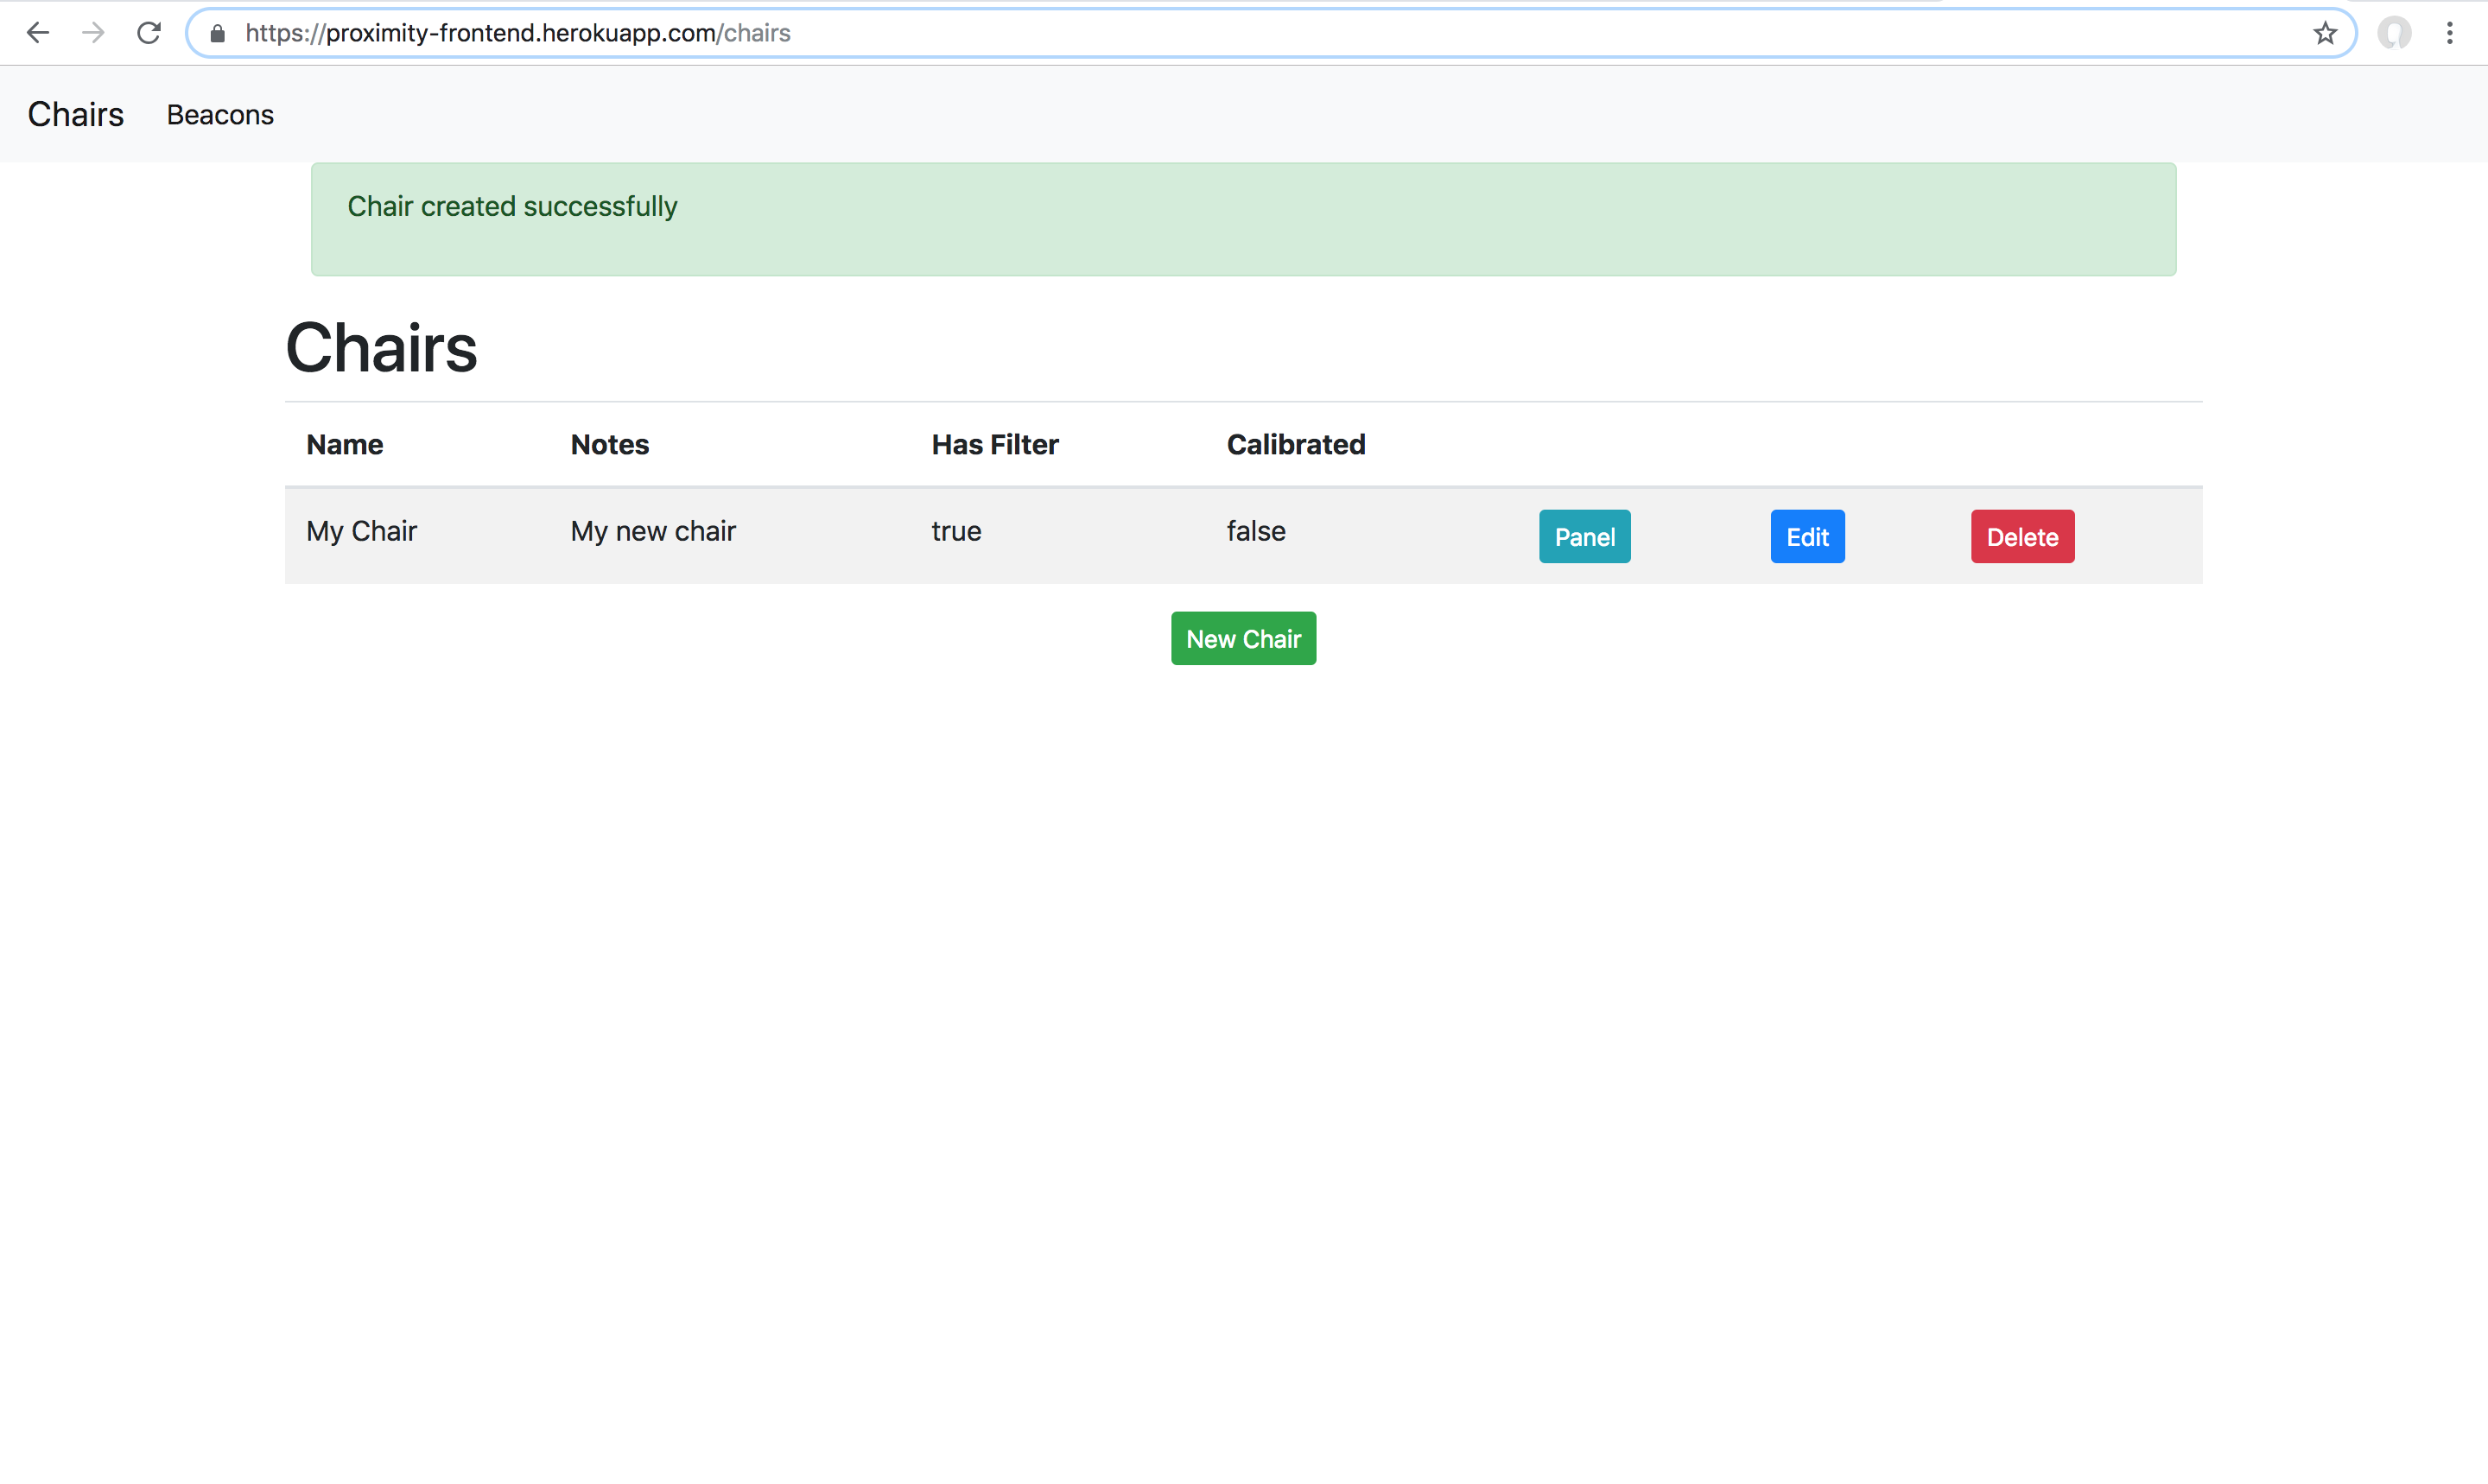 https://proximity-frontend.herokuapp.com/chairs
Chairs Beacons
Chair created successfully
Chairs
Name Notes Has Filter Calibrated
My Chair My new chair true false Panel Edit Delete
New Chair